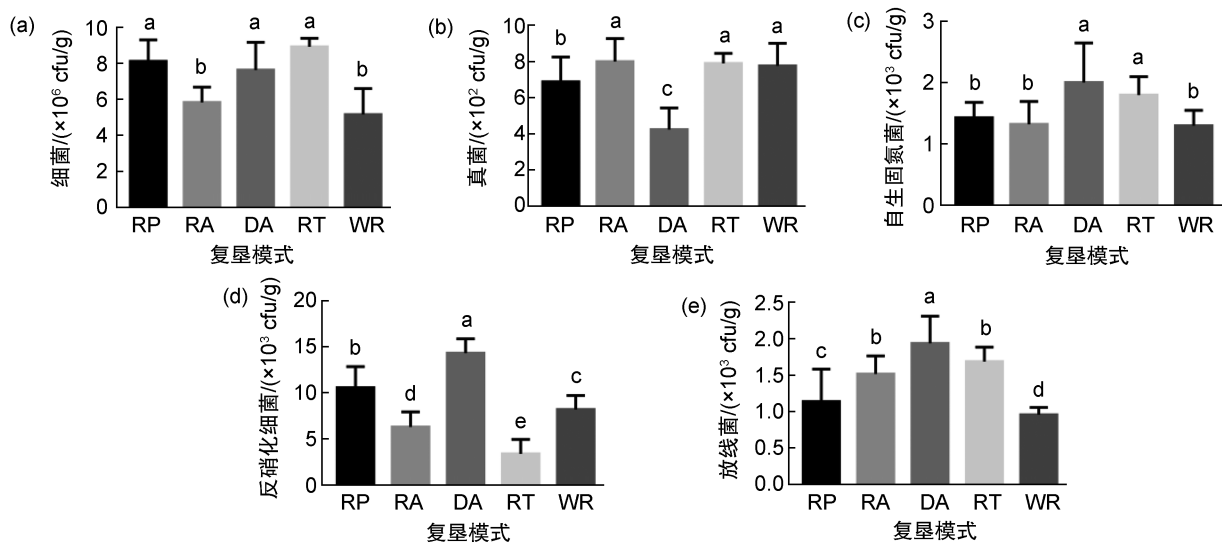 (a)
细菌/(×10⁶ cfu/g)
10
8
6
4
2
0
a
b
a
a
b
RP RA DA RT WR
复垦模式
(b)
真菌/(×10² cfu/g)
10
8
6
4
2
0
b
a
c
a
a
RP RA DA RT WR
复垦模式
(c)
自生固氮菌/(×10³ cfu/g)
3
2
1
0
b
b
a
a
b
RP RA DA RT WR
复垦模式
(d)
反硝化细菌/(×10³ cfu/g)
20
15
10
5
0
b
d
a
e
c
RP RA DA RT WR
复垦模式
(e)
放线菌/(×10³ cfu/g)
2.5
2.0
1.5
1.0
0.5
0.0
c
b
a
b
d
RP RA DA RT WR
复垦模式